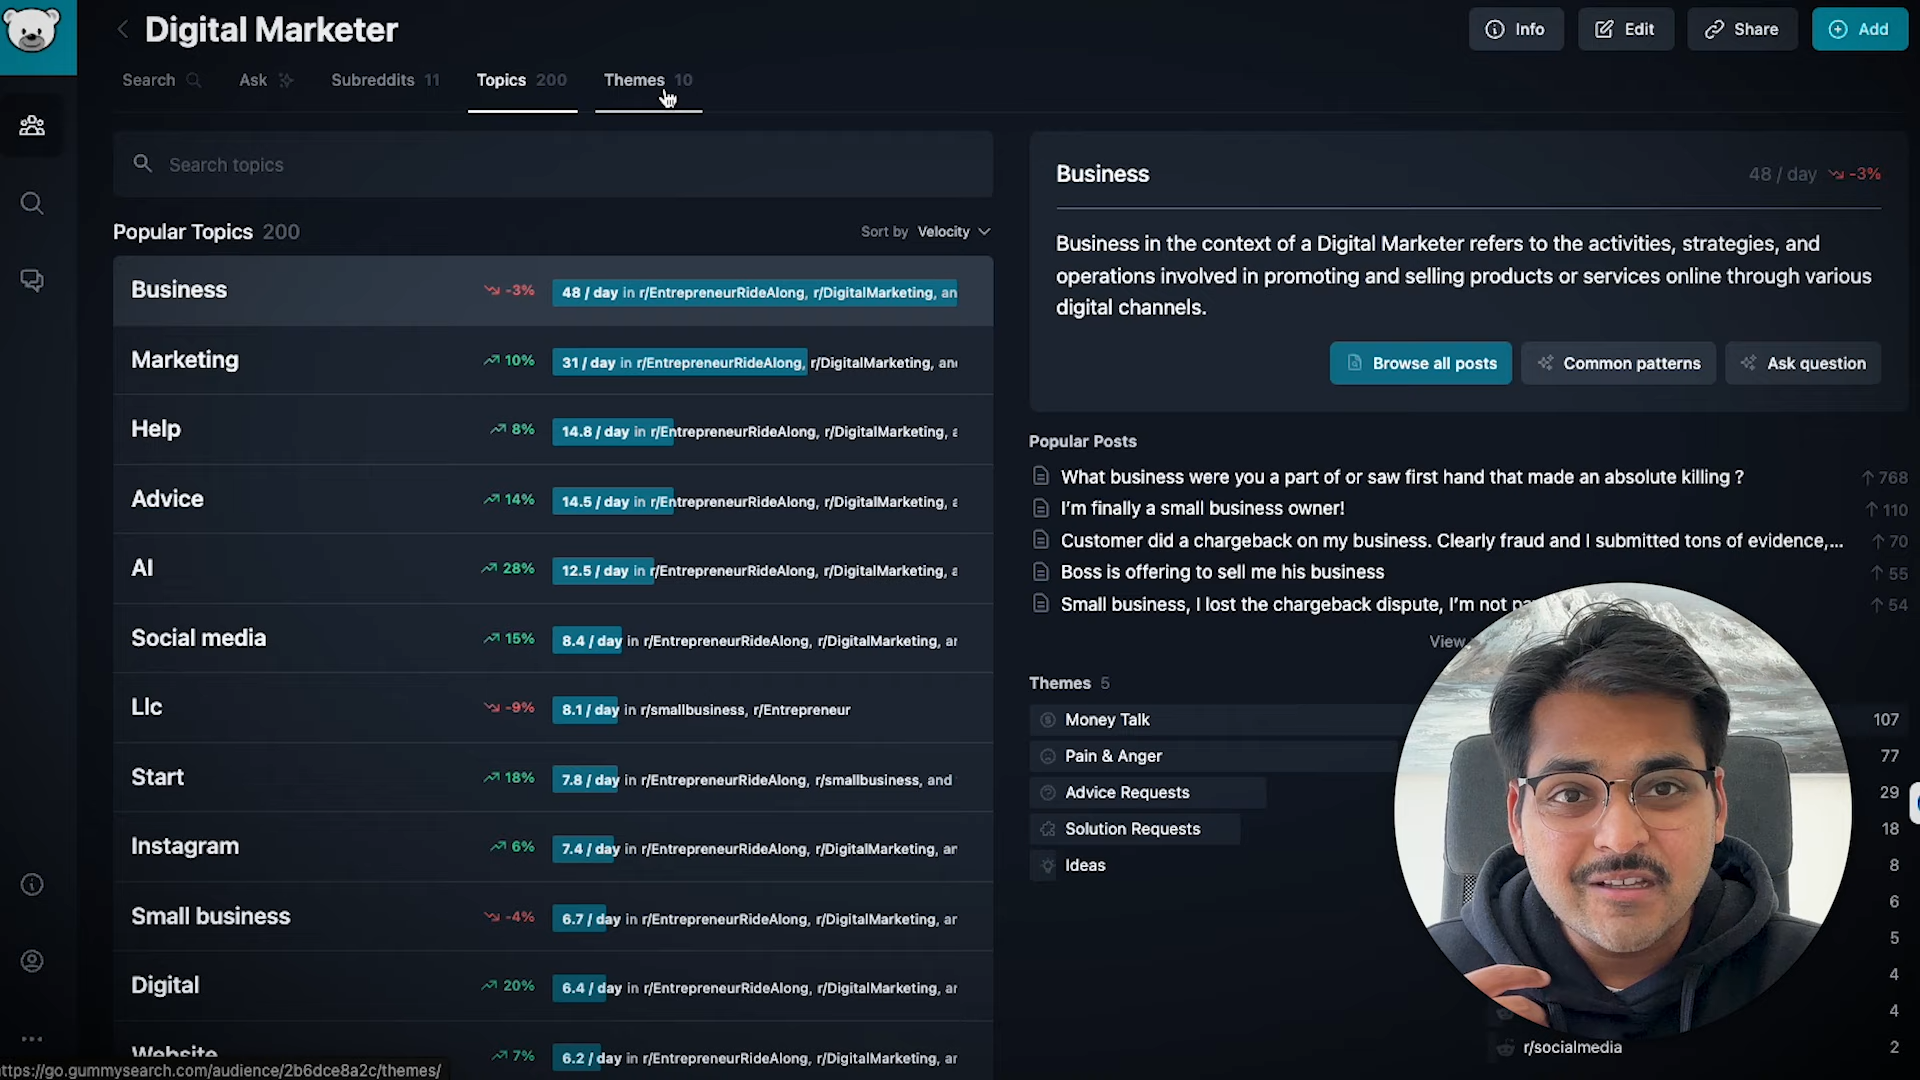 Digital Marketer
Info
Edit
Share
Add
Search
Ask
Subreddits 11
Topics 200
Themes 10
Search topics
Popular Topics 200
Sort by Velocity
Business -3% 48 / day in r/EntrepreneurRideAlong, r/DigitalMarketing, an
Marketing 10% 31 / day in r/EntrepreneurRideAlong, r/DigitalMarketing, and
Help 8% 14.8 / day in r/EntrepreneurRideAlong, r/DigitalMarketing, a
Advice 14% 14.5 / day in r/EntrepreneurRideAlong, r/DigitalMarketing, a
AI 28% 12.5 / day in r/EntrepreneurRideAlong, r/DigitalMarketing, a
Social media 15% 8.4 / day in r/EntrepreneurRideAlong, r/DigitalMarketing, ar
Llc -9% 8.1 / day in r/smallbusiness, r/Entrepreneur
Start 18% 7.8 / day in r/EntrepreneurRideAlong, r/smallbusiness, and
Instagram 6% 7.4 / day in r/EntrepreneurRideAlong, r/DigitalMarketing, ar
Small business -4% 6.7 / day in r/EntrepreneurRideAlong, r/DigitalMarketing, ar
Digital 20% 6.4 / day in r/EntrepreneurRideAlong, r/DigitalMarketing, ar
Website 7% 6.2 / day in r/EntrepreneurRideAlong, r/DigitalMarketing, ar
https://go.gummysearch.com/audience/2b6dce8a2c/themes/
Business 48 / day -3%
Business in the context of a Digital Marketer refers to the activities, strategies, and
operations involved in promoting and selling products or services online through various
digital channels.
Browse all posts
Common patterns
Ask question
Popular Posts
What business were you a part of or saw first hand that made an absolute killing ? 768
I'm finally a small business owner! 110
Customer did a chargeback on my business. Clearly fraud and I submitted tons of evidence,... 70
Boss is offering to sell me his business 55
Small business, I lost the chargeback dispute, I'm not 54
View
Themes 5
Money Talk 107
Pain & Anger 77
Advice Requests 29
Solution Requests 18
Ideas 8
6
5
4
4
r/socialmedia 2